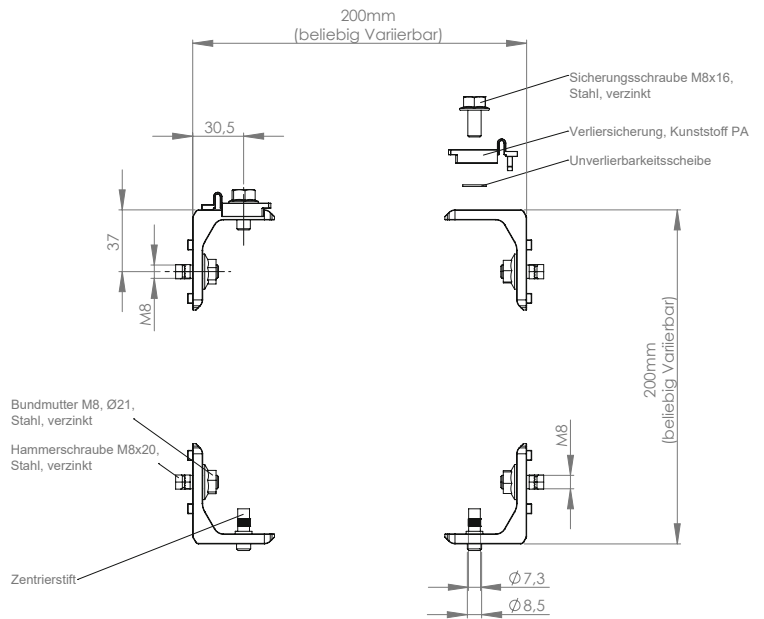 200mm
(beliebig Variierbar)
Sicherungsschraube M8x16,
Stahl, verzinkt
Verliersicherung, Kunststoff PA
Unverlierbarkeitsscheibe
30,5
37
M8
200mm
(beliebig Variierbar)
Bundmutter M8, Ø21,
Stahl, verzinkt
Hammerschraube M8x20,
Stahl, verzinkt
M8
Zentrierstift
Ø7,3
Ø8,5